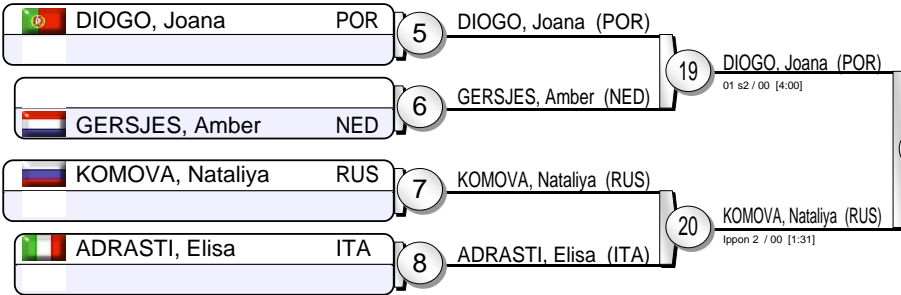 DIOGO, Joana POR
5
DIOGO, Joana (POR)
19
DIOGO, Joana (POR)
01 s2 / 00 [4:00]
6
GERSJES, Amber (NED)
GERSJES, Amber NED
KOMOVA, Nataliya RUS
7
KOMOVA, Nataliya (RUS)
20
KOMOVA, Nataliya (RUS)
Ippon 2 / 00 [1:31]
ADRASTI, Elisa ITA
8
ADRASTI, Elisa (ITA)